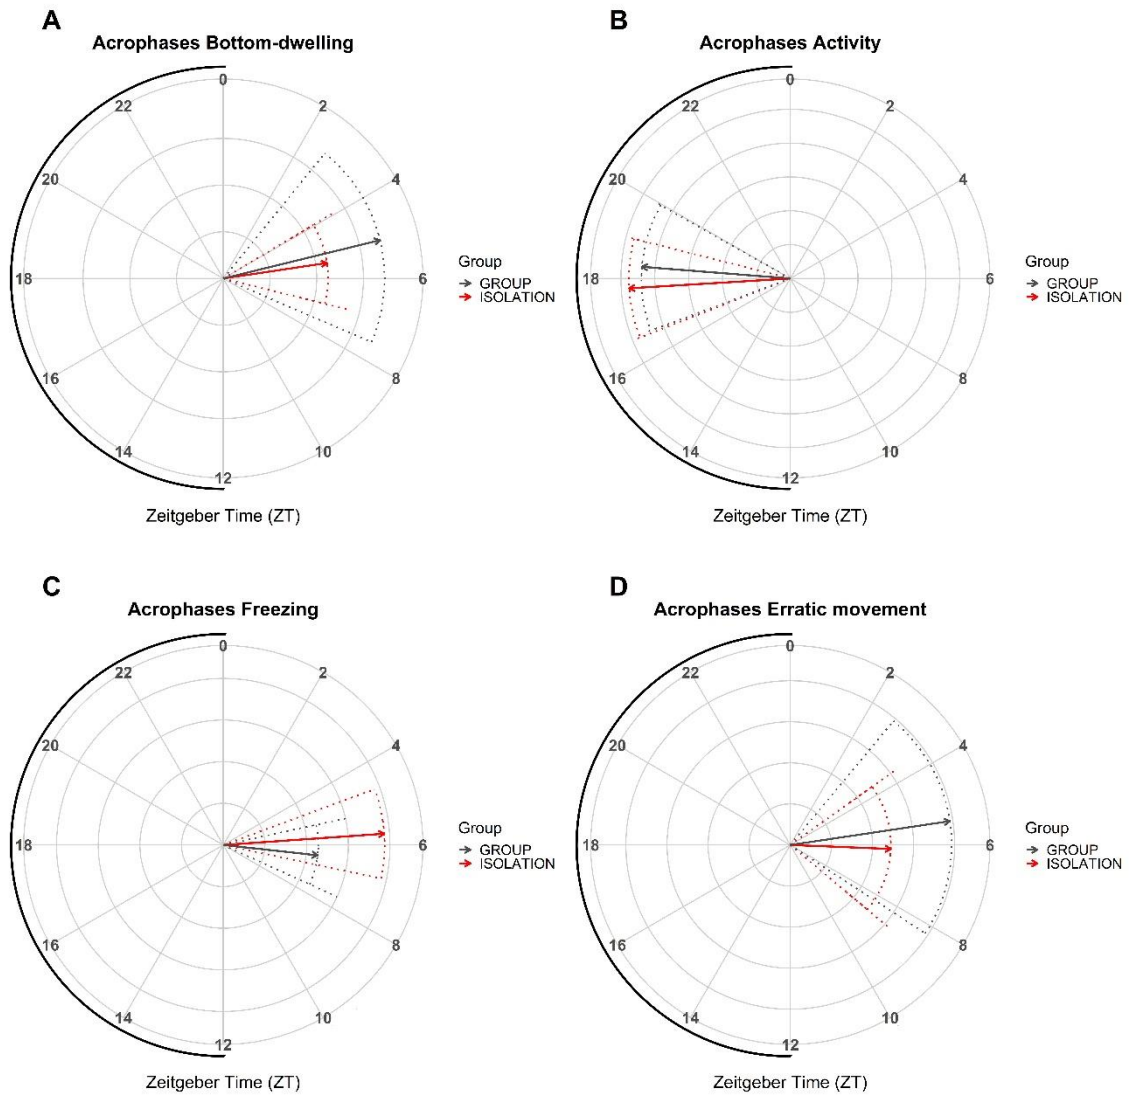 A
Acrophases Bottom-dwelling
0
2
4
6
8
10
12
14
16
18
20
22
Zeitgeber Time (ZT)
Group
GROUP
ISOLATION
B
Acrophases Activity
0
2
4
6
8
10
12
14
16
18
20
22
Zeitgeber Time (ZT)
Group
GROUP
ISOLATION
C
Acrophases Freezing
0
2
4
6
8
10
12
14
16
18
20
22
Zeitgeber Time (ZT)
Group
GROUP
ISOLATION
D
Acrophases Erratic movement
0
2
4
6
8
10
12
14
16
18
20
22
Zeitgeber Time (ZT)
Group
GROUP
ISOLATION